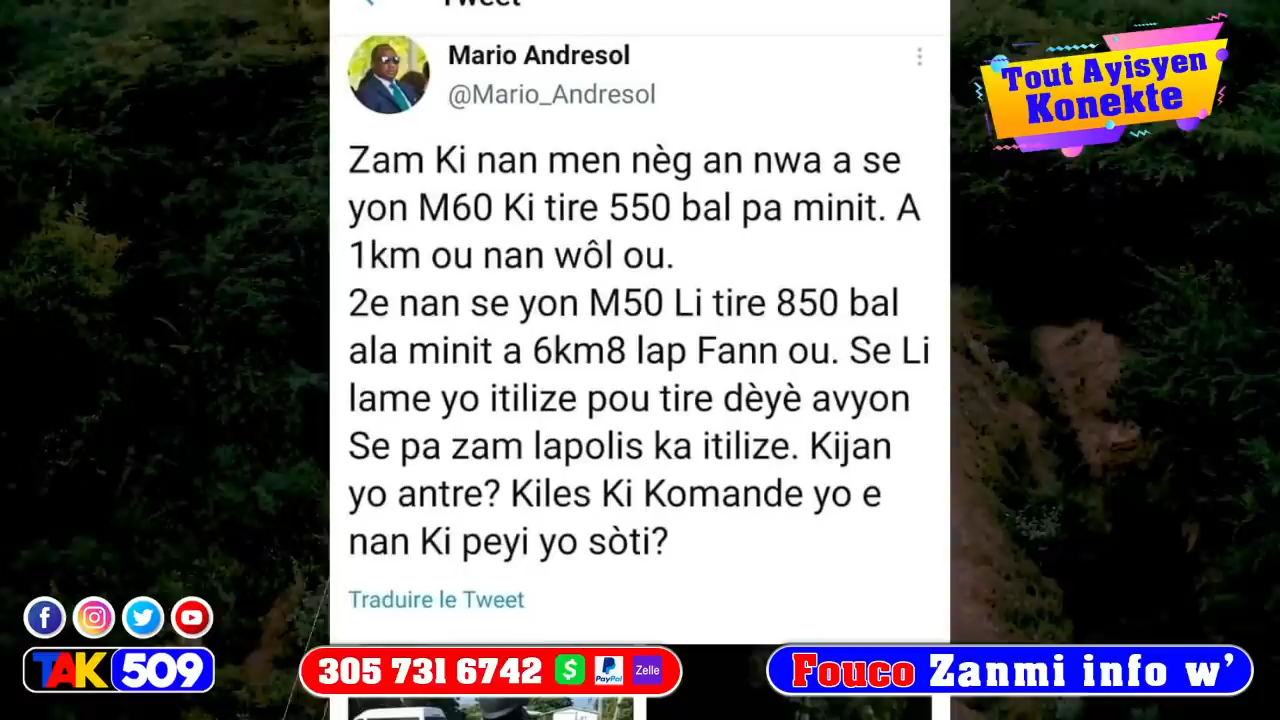 Tweet
Mario Andresol
@Mario_Andresol
Zam Ki nan men nèg an nwa a se
yon M60 Ki tire 550 bal pa minit. A
1km ou nan wôl ou.
2e nan se yon M50 Li tire 850 bal
ala minit a 6km8 lap Fann ou. Se Li
lame yo itilize pou tire dèyè avyon
Se pa zam lapolis ka itilize. Kijan
yo antre? Kiles Ki Komande yo e
nan Ki peyi yo sòti?
Traduire le Tweet
Tout Ayisyen
Konekte
TAK 509
305 731 6742 $ PayPal Zelle
Fouco Zanmi info w’